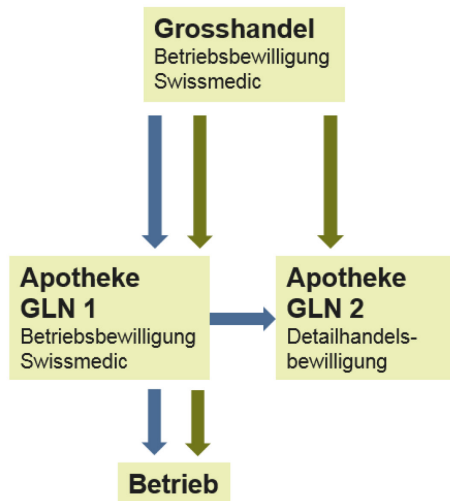 Grosshandel
Betriebsbewilligung
Swissmedic
Apotheke
GLN 1
Betriebsbewilligung
Swissmedic
Apotheke
GLN 2
Detailhandels-
bewilligung
Betrieb